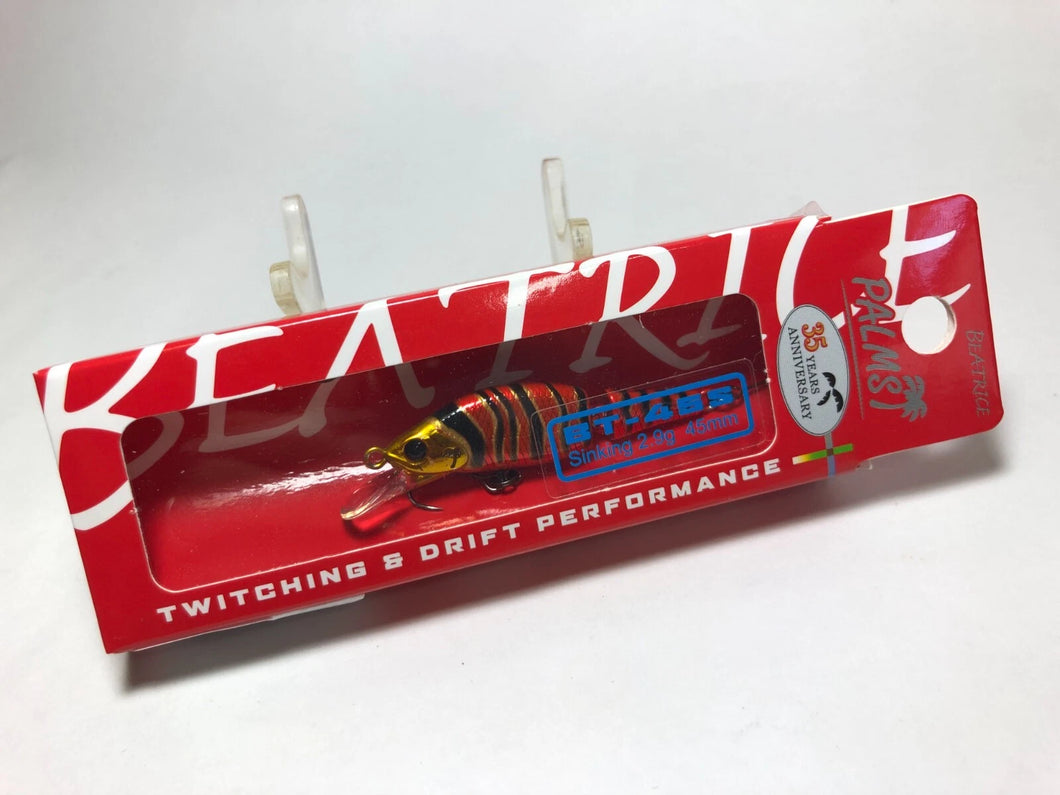 BEATRICE
BT-45S
Sinking 2.9g 45mm
TWITCHING & DRIFT PERFORMANCE
35
YEARS
ANNIVERSARY
PALMS!
BEATRICE